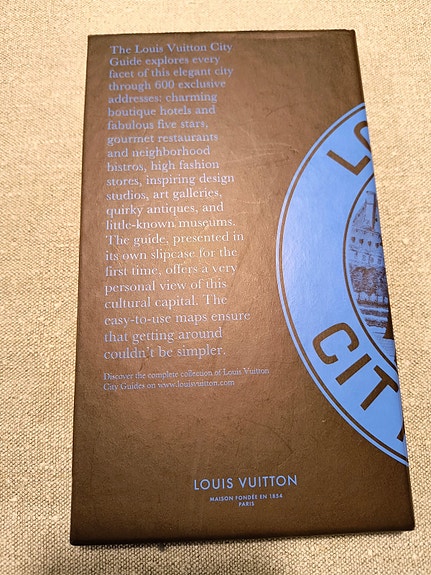 The Louis Vuitton City
Guide explores every
facet of this elegant city
through 600 exclusive
addresses: charming
boutique hotels and
fabulous five stars,
gourmet restaurants
and neighborhood
bistros, high fashion
stores, inspiring design
studios, art galleries,
quirky antiques, and
little-known museums.
The guide, presented in
its own slipcase for the
first time, offers a very
personal view of this
cultural capital. The
easy-to-use maps ensure
that getting around
couldn't be simpler.
Discover the complete collection of Louis Vuitton
City Guides on www.louisvuitton.com
LO
CIT
LOUIS VUITTON
MAISON FONDÉE EN 1854
PARIS